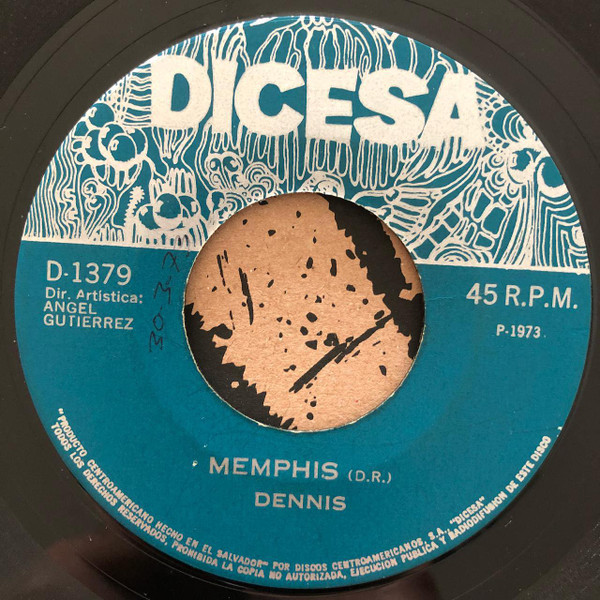 DICESA
D-1379
Dir. Artística:
ANGEL
GUTIERREZ
45 R.P.M.
P-1973
MEMPHIS (D.R.)
DENNIS
"PRODUCTO CENTROAMERICANO HECHO EN EL SALVADOR" POR DISCOS CENTROAMERICANOS, S.A., "DICESA"
TODOS LOS DERECHOS RESERVADOS. PROHIBIDA LA COPIA NO AUTORIZADA, EJECUCION PUBLICA Y RADIODIFUSION DE ESTE DISCO